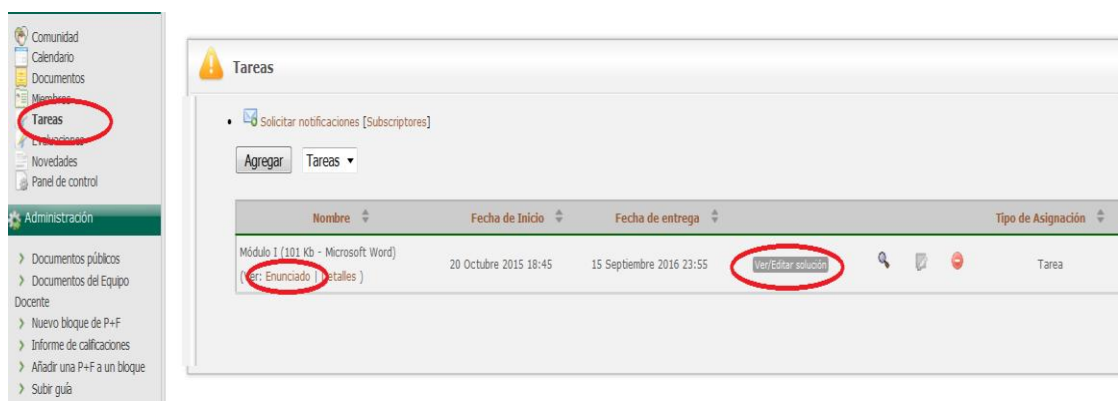 Comunidad
Calendario
Documentos
Miembros
Tareas
Evaluaciones
Novedades
Panel de control
Administración
Documentos públicos
Documentos del Equipo
Docente
Nuevo bloque de P+F
Informe de calificaciones
Añadir una P+F a un bloque
Subir guía
Tareas
Solicitar notificaciones [Subscriptores]
Agregar Tareas
Nombre Fecha de Inicio Fecha de entrega Tipo de Asignación
Módulo I (101 Kb - Microsoft Word)
(Ver: Enunciado | Detalles )
20 Octubre 2015 18:45 15 Septiembre 2016 23:55 Ver/Editar solución Tarea